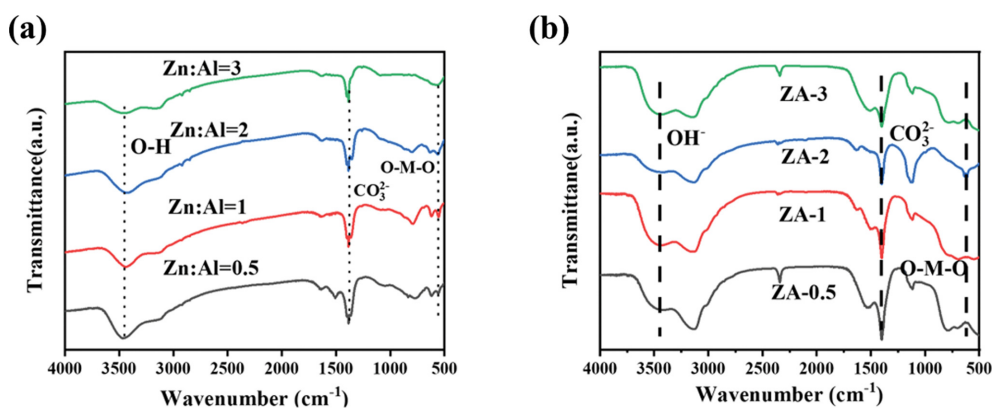 (a)
Transmittance(a.u.)
Zn:Al=3
Zn:Al=2
O-H
O-M-O
CO₃²⁻
Zn:Al=1
Zn:Al=0.5
4000 3500 3000 2500 2000 1500 1000 500
Wavenumber (cm⁻¹)
(b)
Transmittane(a.u.)
ZA-3
OH⁻
CO₃²⁻
ZA-2
ZA-1
O-M-O
ZA-0.5
4000 3500 3000 2500 2000 1500 1000 500
Wavenumber (cm⁻¹)